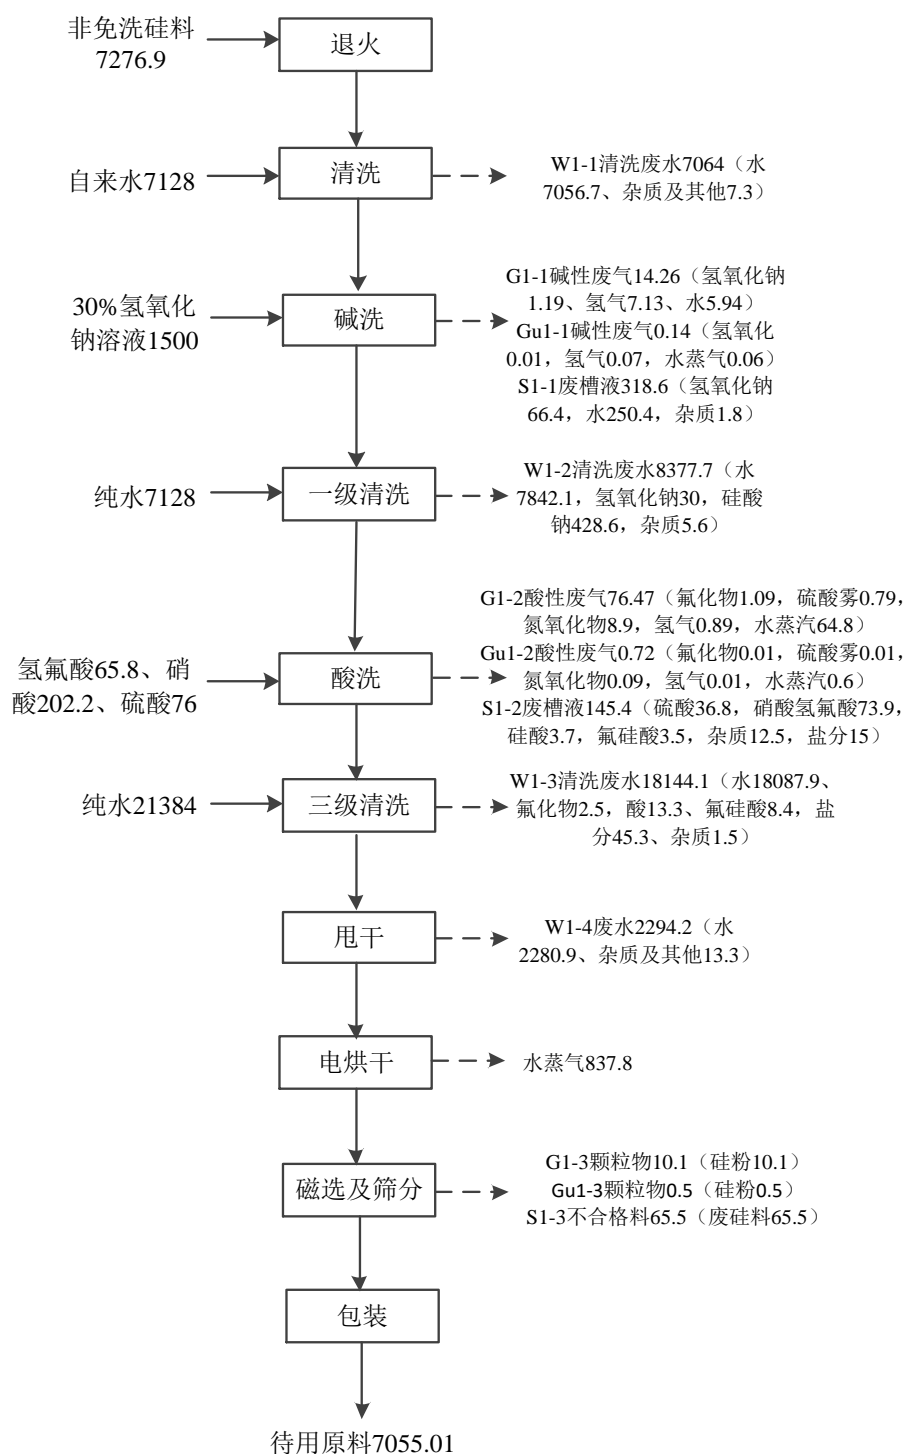 非免洗硅料
7276.9
退火
自来水7128
清洗
W1-1清洗废水7064（水
7056.7、杂质及其他7.3）
30%氢氧化
钠溶液1500
碱洗
G1-1碱性废气14.26（氢氧化钠
1.19、氢气7.13、水5.94）
Gu1-1碱性废气0.14（氢氧化
0.01，氢气0.07，水蒸气0.06）
S1-1废槽液318.6（氢氧化钠
66.4，水250.4，杂质1.8）
纯水7128
一级清洗
W1-2清洗废水8377.7（水
7842.1，氢氧化钠30，硅酸
钠428.6，杂质5.6）
氢氟酸65.8、硝
酸202.2、硫酸76
酸洗
G1-2酸性废气76.47（氟化物1.09，硫酸雾0.79，
氮氧化物8.9，氢气0.89，水蒸汽64.8）
Gu1-2酸性废气0.72（氟化物0.01，硫酸雾0.01，
氮氧化物0.09，氢气0.01，水蒸汽0.6）
S1-2废槽液145.4（硫酸36.8，硝酸氢氟酸73.9，
硅酸3.7，氟硅酸3.5，杂质12.5，盐分15）
纯水21384
三级清洗
W1-3清洗废水18144.1（水18087.9、
氟化物2.5，酸13.3、氟硅酸8.4，盐
分45.3、杂质1.5）
甩干
W1-4废水2294.2（水
2280.9、杂质及其他13.3）
电烘干
水蒸气837.8
磁选及筛分
G1-3颗粒物10.1（硅粉10.1）
Gu1-3颗粒物0.5（硅粉0.5）
S1-3不合格料65.5（废硅料65.5）
包装
待用原料7055.01